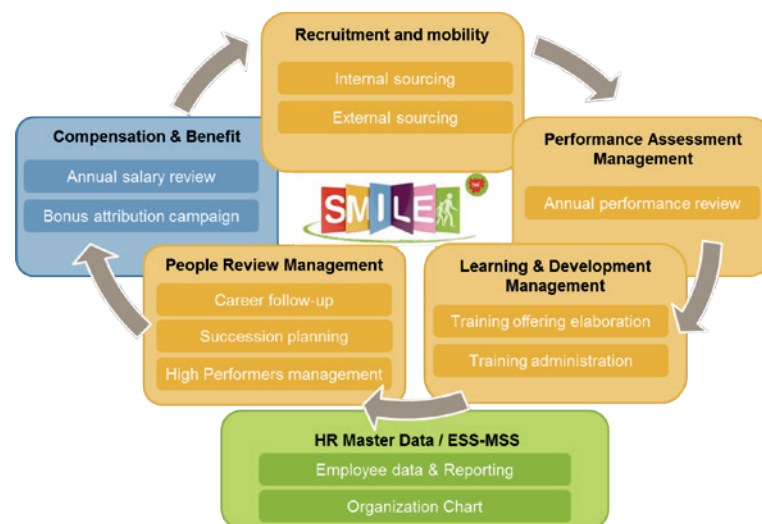 Recruitment and mobility
Internal sourcing
External sourcing
Compensation & Benefit
Annual salary review
Bonus attribution campaign
Performance Assessment
Management
Annual performance review
SMILE
People Review Management
Career follow-up
Succession planning
High Performers management
Learning & Development
Management
Training offering elaboration
Training administration
HR Master Data / ESS-MSS
Employee data & Reporting
Organization Chart